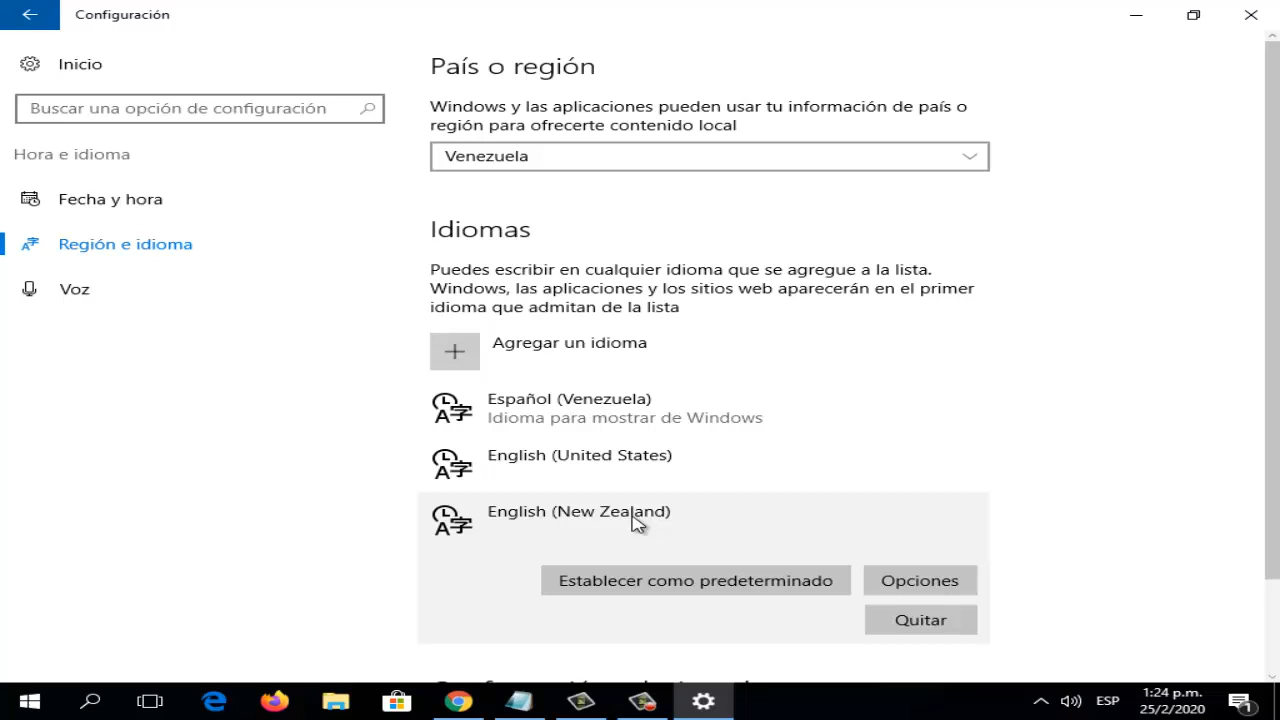 Configuración
Inicio
Buscar una opción de configuración
Hora e idioma
Fecha y hora
Región e idioma
Voz
País o región
Windows y las aplicaciones pueden usar tu información de país o
región para ofrecerte contenido local
Venezuela
Idiomas
Puedes escribir en cualquier idioma que se agregue a la lista.
Windows, las aplicaciones y los sitios web aparecerán en el primer
idioma que admitan de la lista
Agregar un idioma
Español (Venezuela)
Idioma para mostrar de Windows
English (United States)
English (New Zealand)
Establecer como predeterminado
Opciones
Quitar
ESP
1:24 p.m.
25/2/2020
1